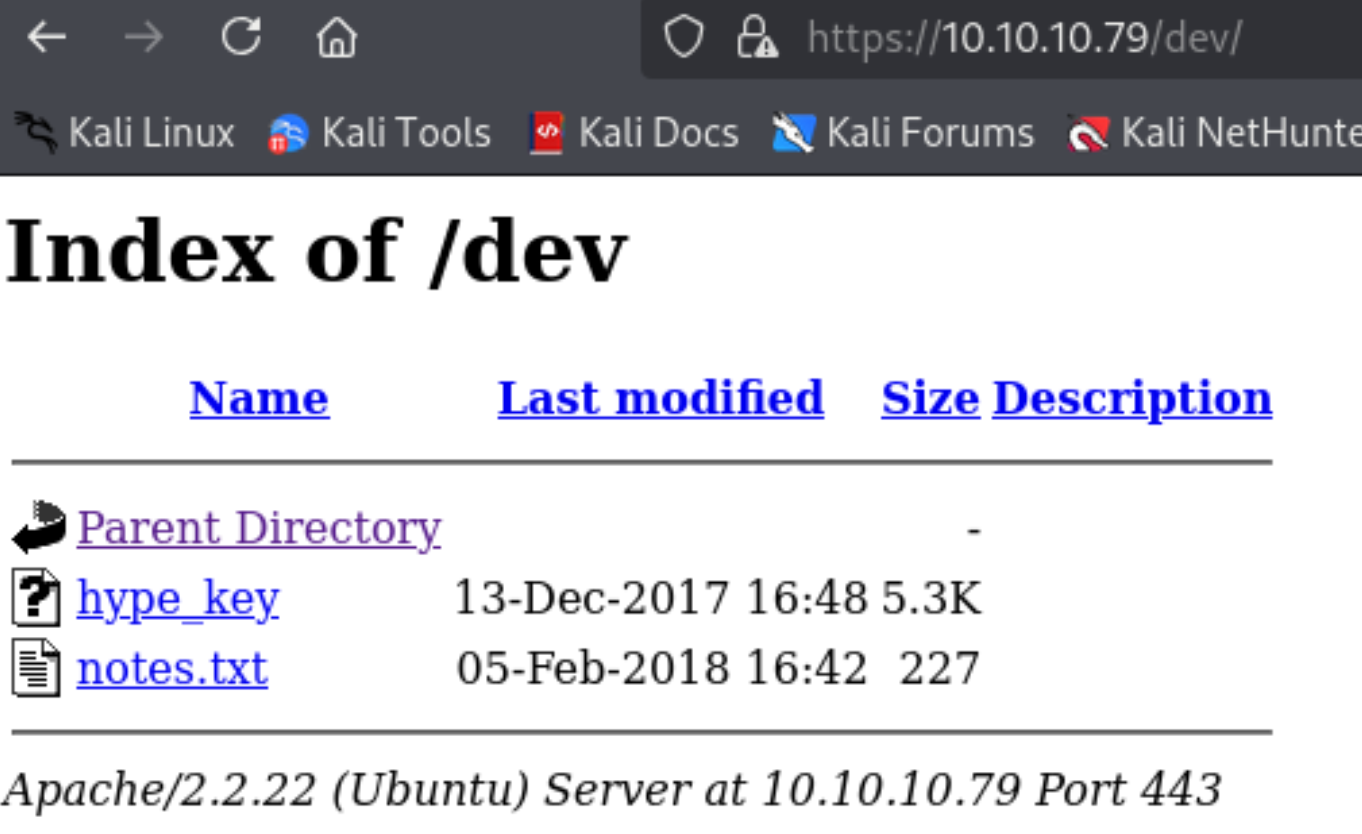 https://10.10.10.79/dev/
Kali Linux Kali Tools Kali Docs Kali Forums Kali NetHunte
Index of /dev
Name Last modified Size Description
Parent Directory -
hype_key 13-Dec-2017 16:48 5.3K
notes.txt 05-Feb-2018 16:42 227
Apache/2.2.22 (Ubuntu) Server at 10.10.10.79 Port 443